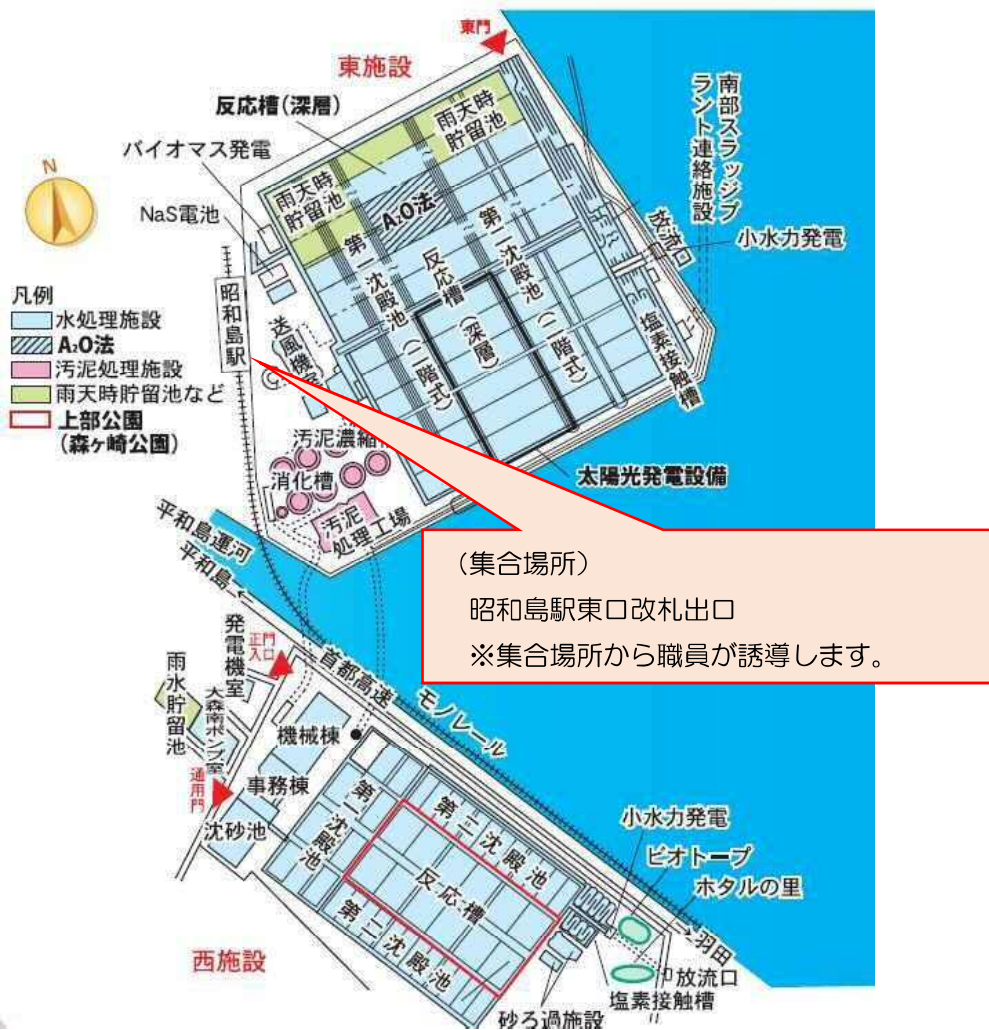 東門
東施設
反応槽(深層)
バイオマス発電
NaS電池
N
雨天時
貯留池
雨天時
貯留池
A₂O法
第一沈殿池(二階式)
反応槽(深層)
第二沈殿池(二階式)
南部スラッジプ
ラント連絡施設
放流口
小水力発電
塩素接触槽
昭和島駅
送風機室
凡例
水処理施設
A₂O法
汚泥処理施設
雨天時貯留池など
上部公園
(森ヶ崎公園)
汚泥濃縮
消化槽
汚泥
処理工場
太陽光発電設備
(集合場所)
昭和島駅東口改札出口
※集合場所から職員が誘導します。
平和島運河
平和島
首都高速
モノレール
羽田
正門
入口
発電機室
雨水貯留池
大森南ポンプ室
通用門
機械棟
事務棟
沈砂池
第一沈殿池
第二沈殿池
反応槽
第二沈殿池
小水力発電
ビオトープ
ホタルの里
放流口
塩素接触槽
砂ろ過施設
西施設